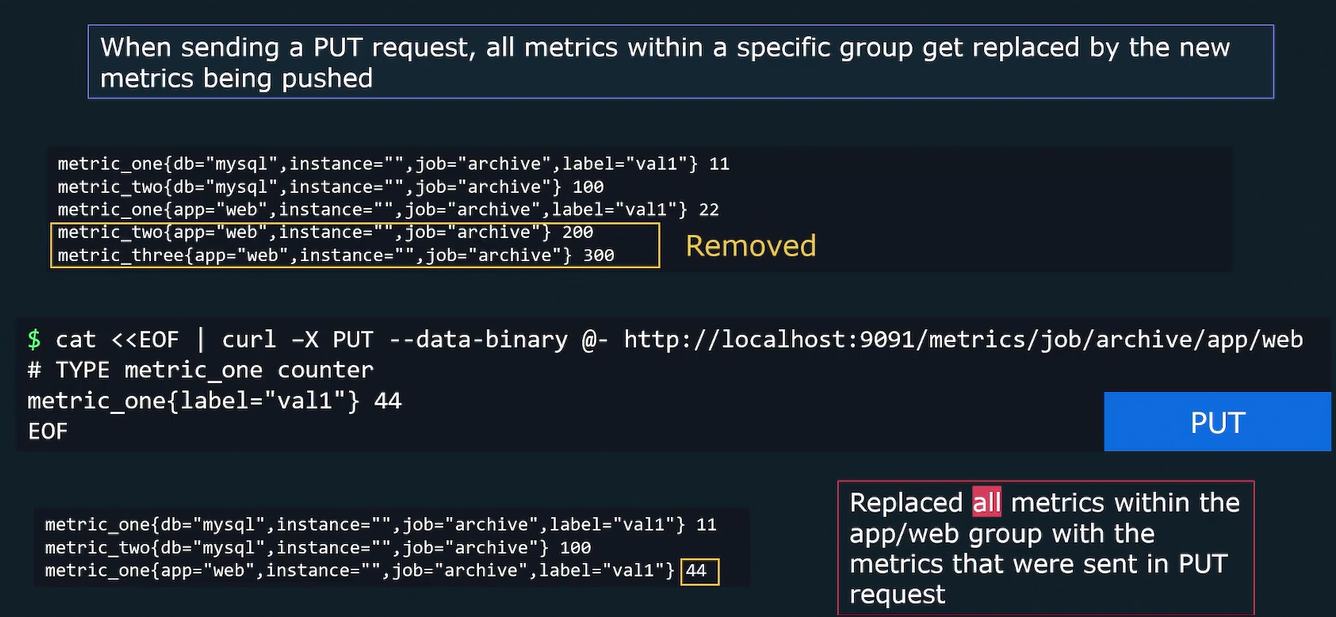 When sending a PUT request, all metrics within a specific group get replaced by the new
metrics being pushed
metric_one{db="mysql",instance="",job="archive",label="val1"} 11
metric_two{db="mysql",instance="",job="archive"} 100
metric_one{app="web",instance="",job="archive",label="val1"} 22
metric_two{app="web",instance="",job="archive"} 200
metric_three{app="web",instance="",job="archive"} 300
Removed
$ cat <<EOF | curl –X PUT --data-binary @- http://localhost:9091/metrics/job/archive/app/web
# TYPE metric_one counter
metric_one{label="val1"} 44
EOF
PUT
metric_one{db="mysql",instance="",job="archive",label="val1"} 11
metric_two{db="mysql",instance="",job="archive"} 100
metric_one{app="web",instance="",job="archive",label="val1"} 44
Replaced all metrics within the
app/web group with the
metrics that were sent in PUT
request